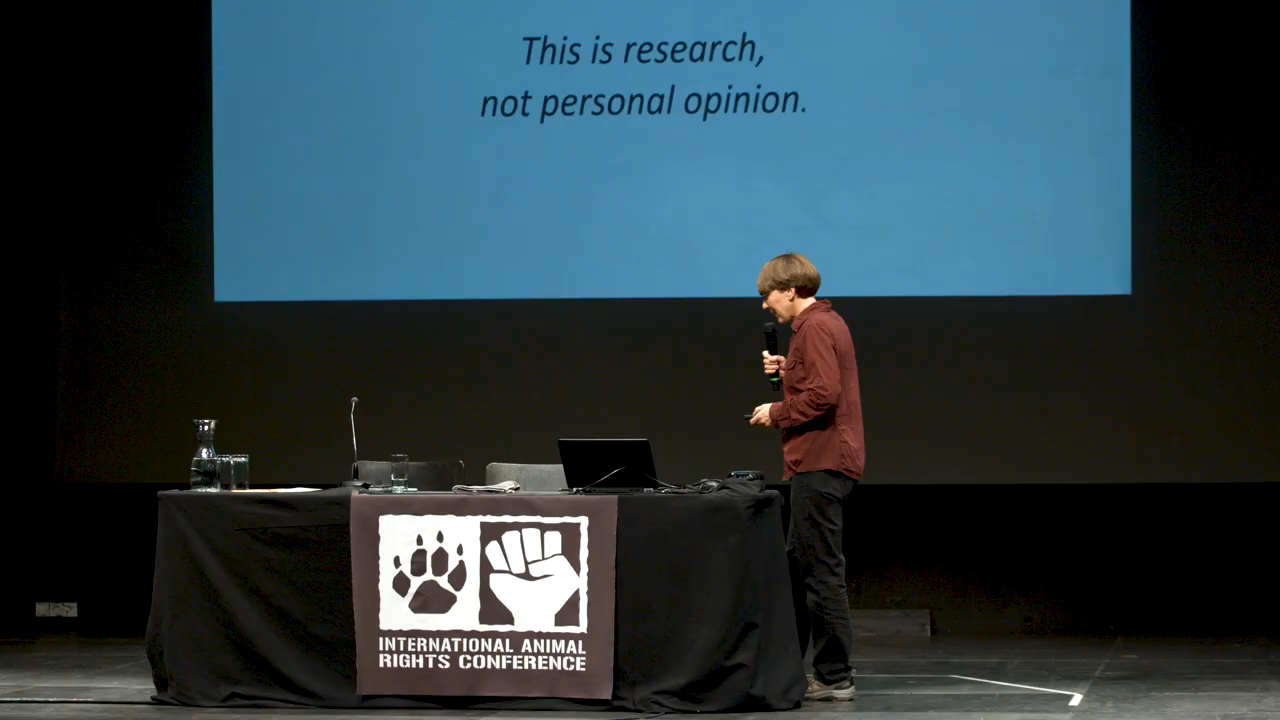 This is research,
not personal opinion.
INTERNATIONAL ANIMAL
RIGHTS CONFERENCE